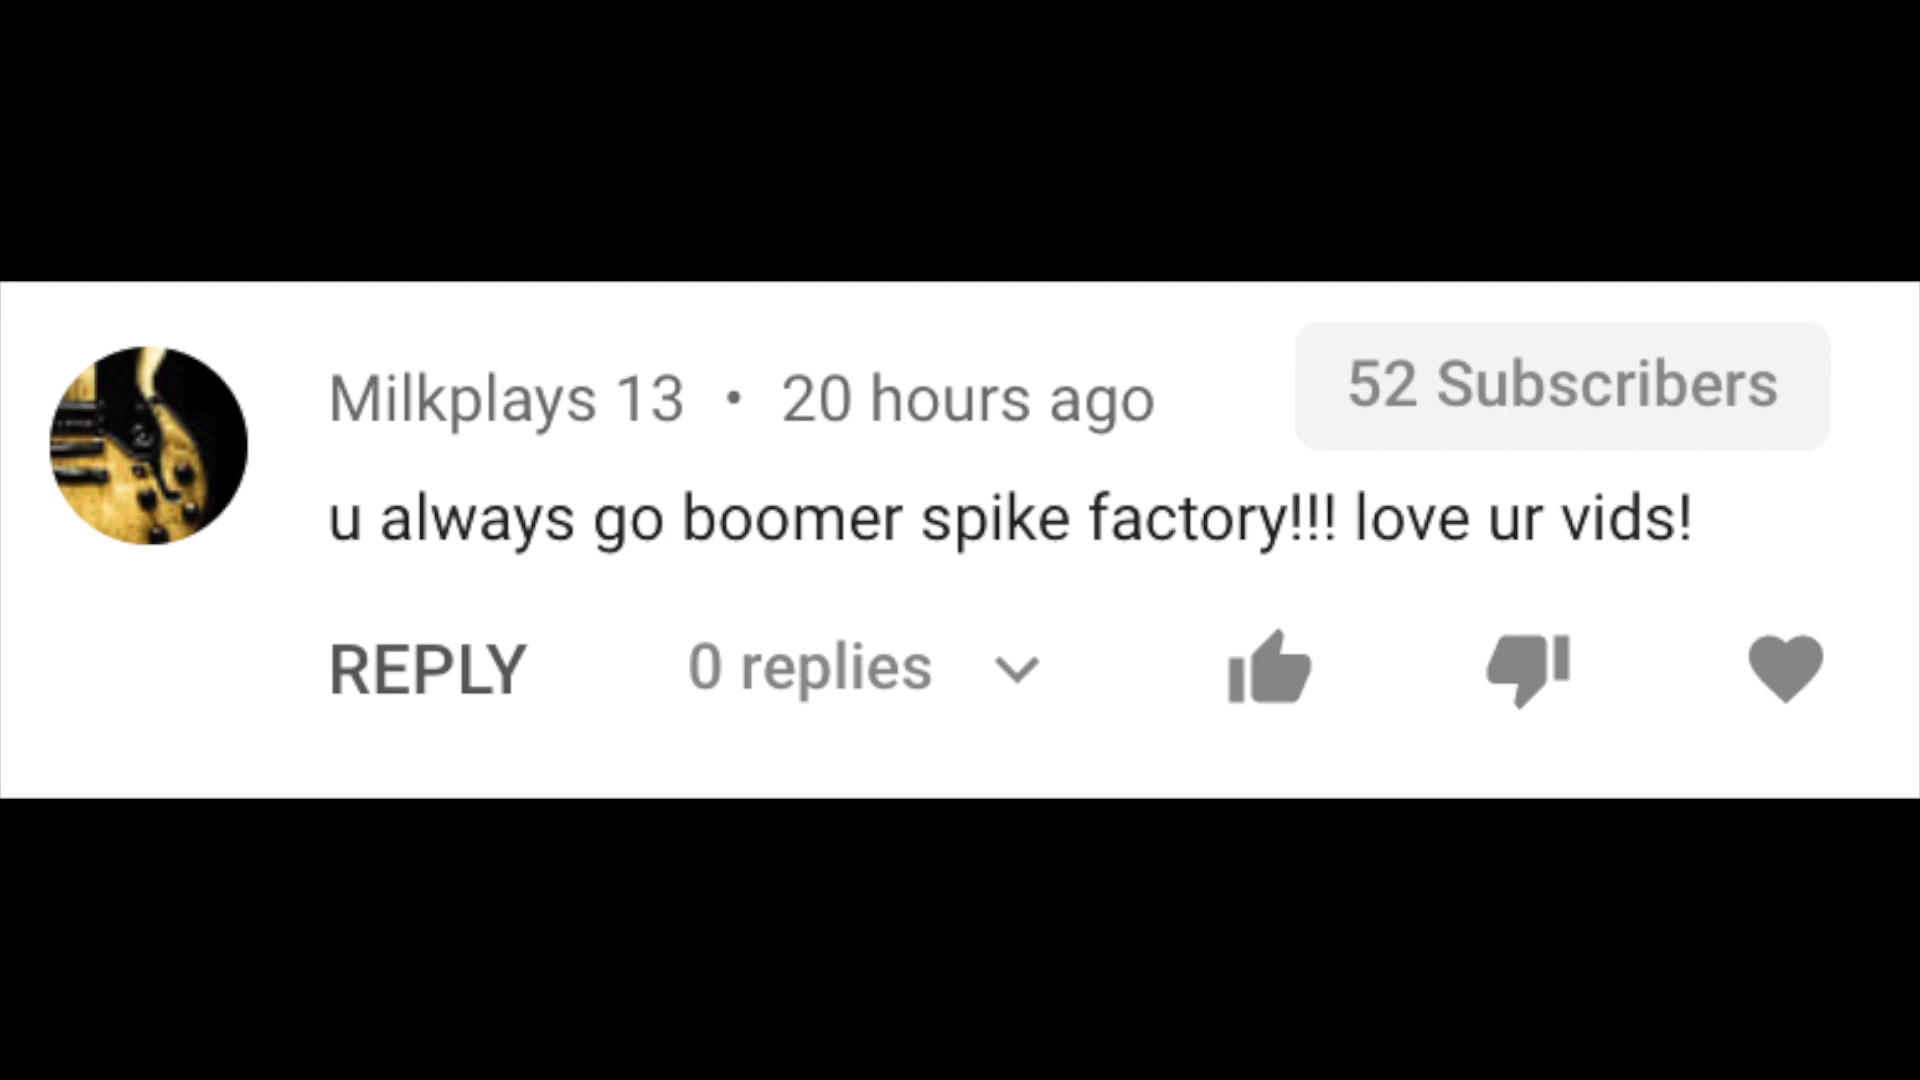 Milkplays 13 • 20 hours ago 52 Subscribers
u always go boomer spike factory!!! love ur vids!
REPLY 0 replies